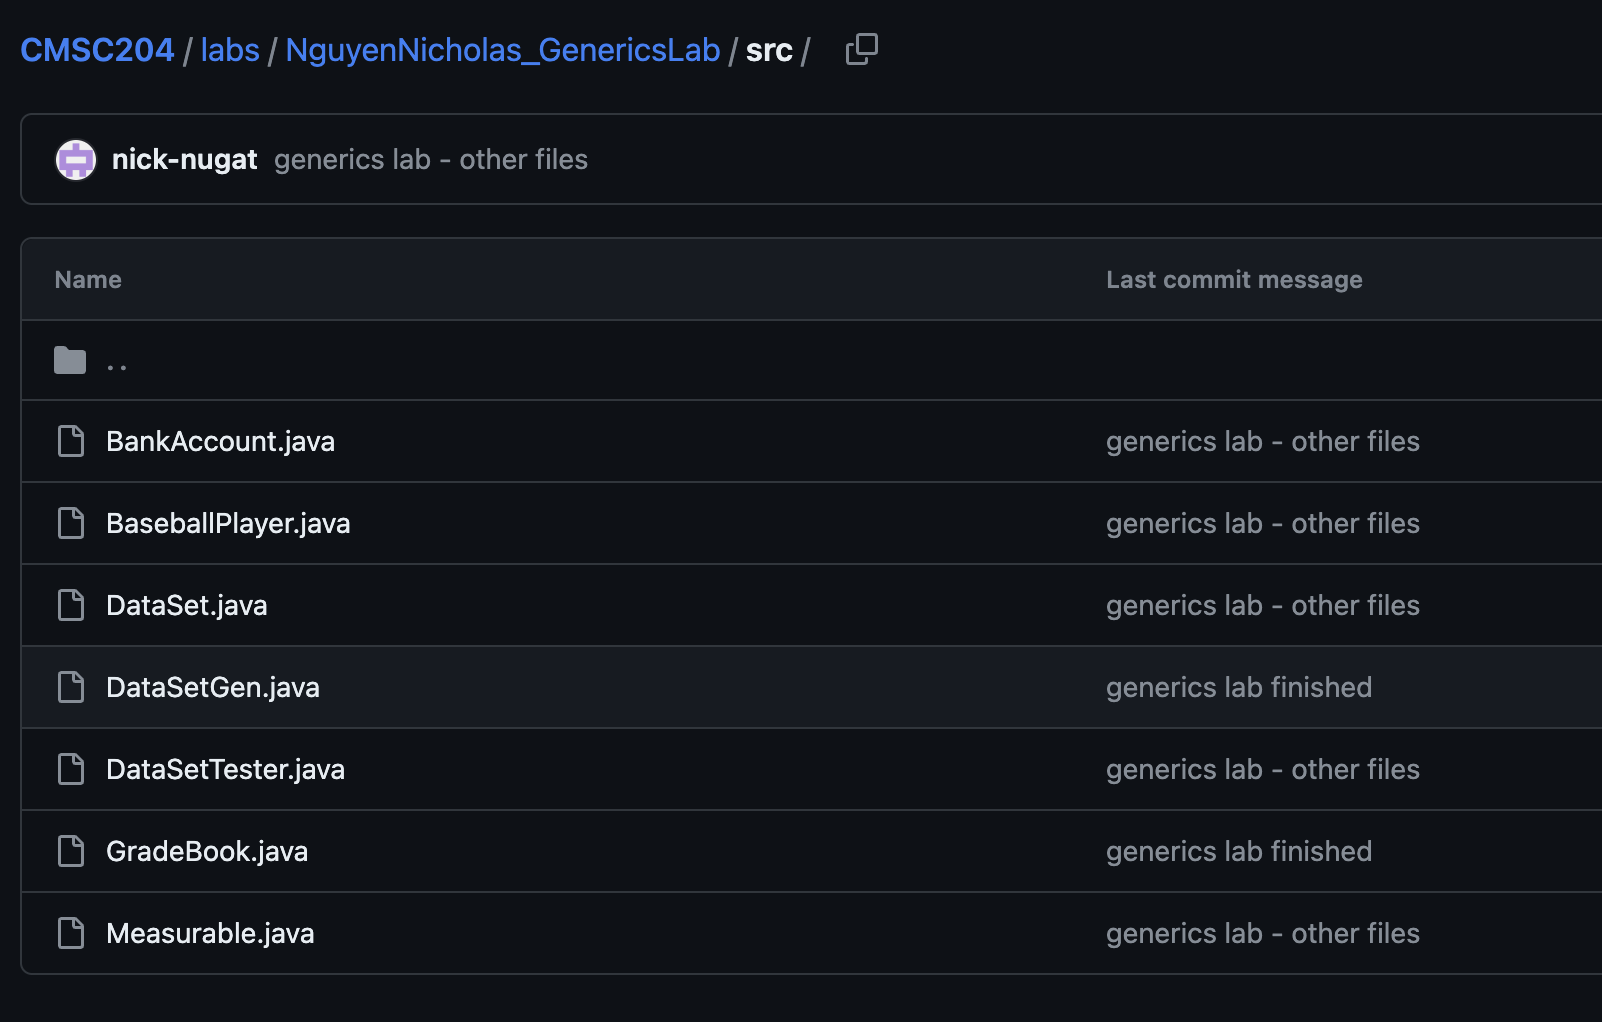 CMSC204 / labs / NguyenNicholas_GenericsLab / src /
nick-nugat generics lab - other files
Name Last commit message
..
BankAccount.java generics lab - other files
BaseballPlayer.java generics lab - other files
DataSet.java generics lab - other files
DataSetGen.java generics lab finished
DataSetTester.java generics lab - other files
GradeBook.java generics lab finished
Measurable.java generics lab - other files